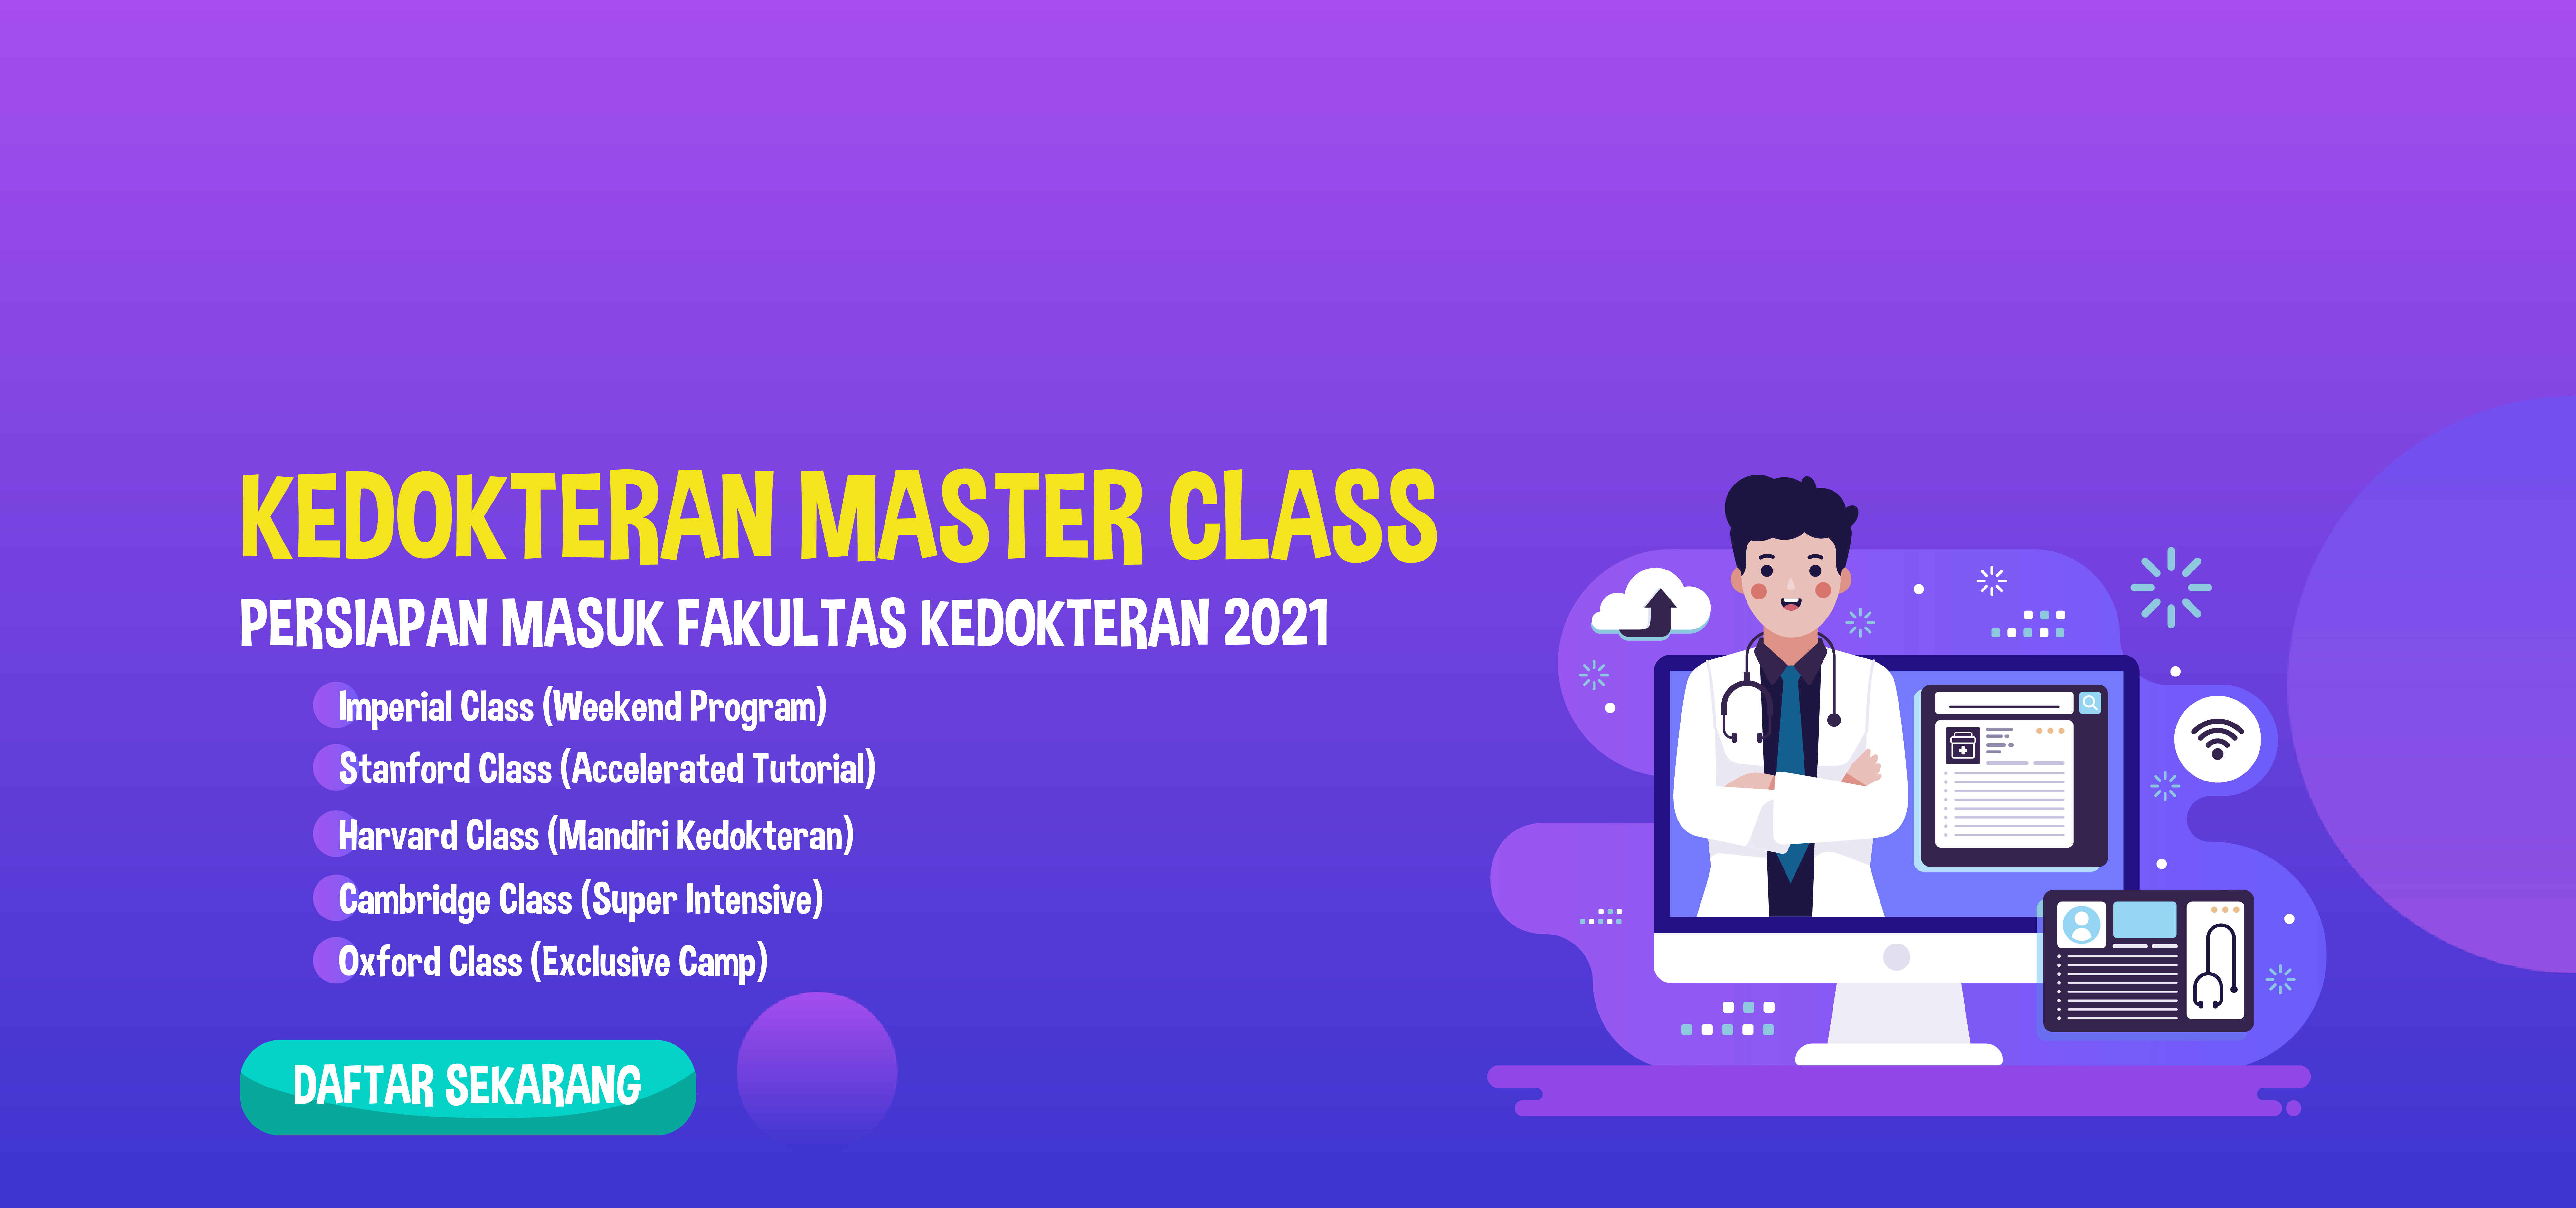 KEDOKTERAN MASTER CLASS
PERSIAPAN MASUK FAKULTAS KEDOKTERAN 2021
Imperial Class (Weekend Program)
Stanford Class (Accelerated Tutorial)
Harvard Class (Mandiri Kedokteran)
Cambridge Class (Super Intensive)
Oxford Class (Exclusive Camp)
DAFTAR SEKARANG